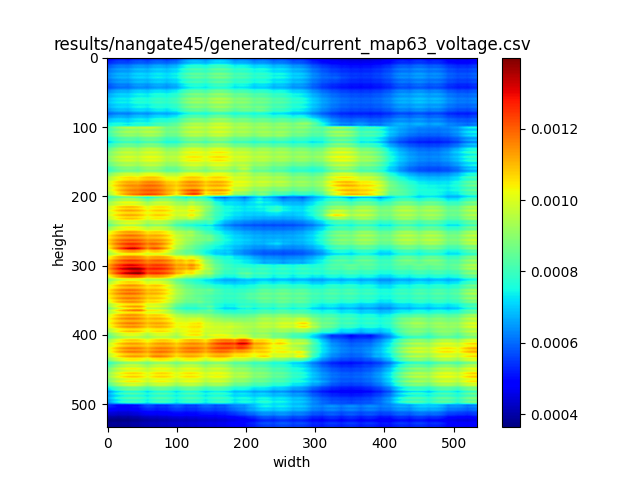 results/nangate45/generated/current_map63_voltage.csv
0
100
200
300
400
500
height
0 100 200 300 400 500
width
0.0012
0.0010
0.0008
0.0006
0.0004